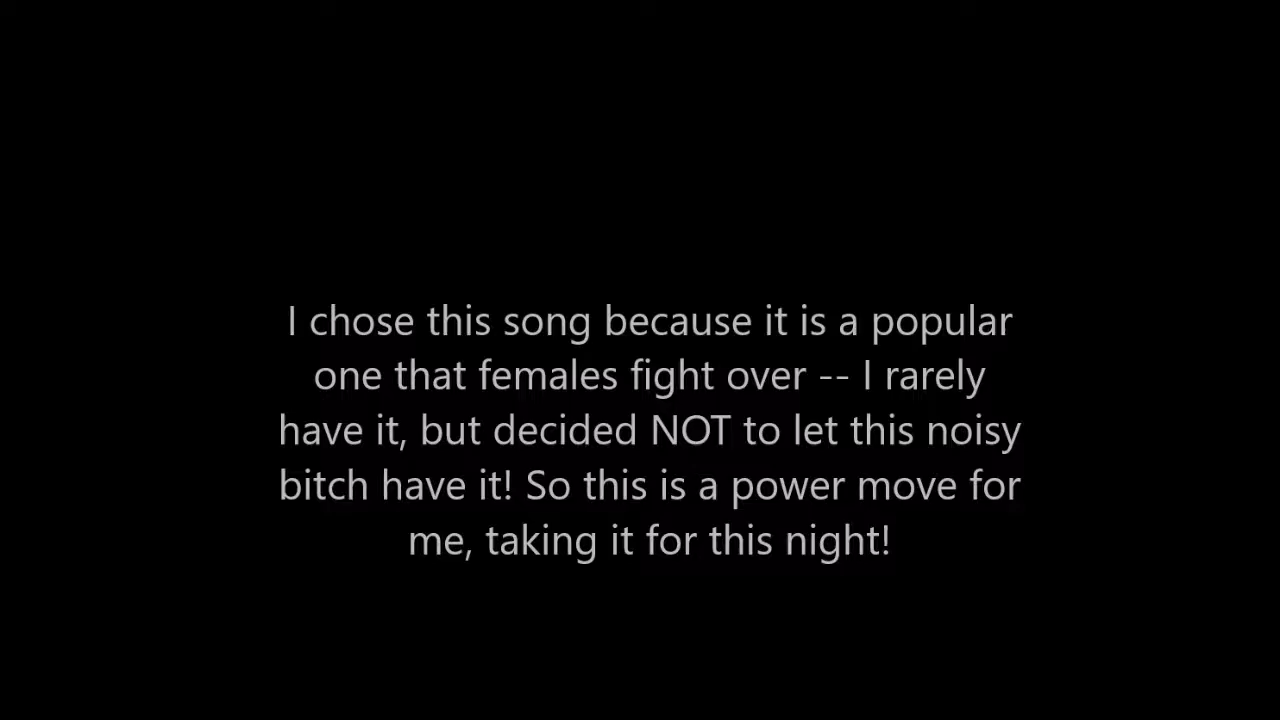 I chose this song because it is a popular
one that females fight over -- I rarely
have it, but decided NOT to let this noisy
bitch have it! So this is a power move for
me, taking it for this night!